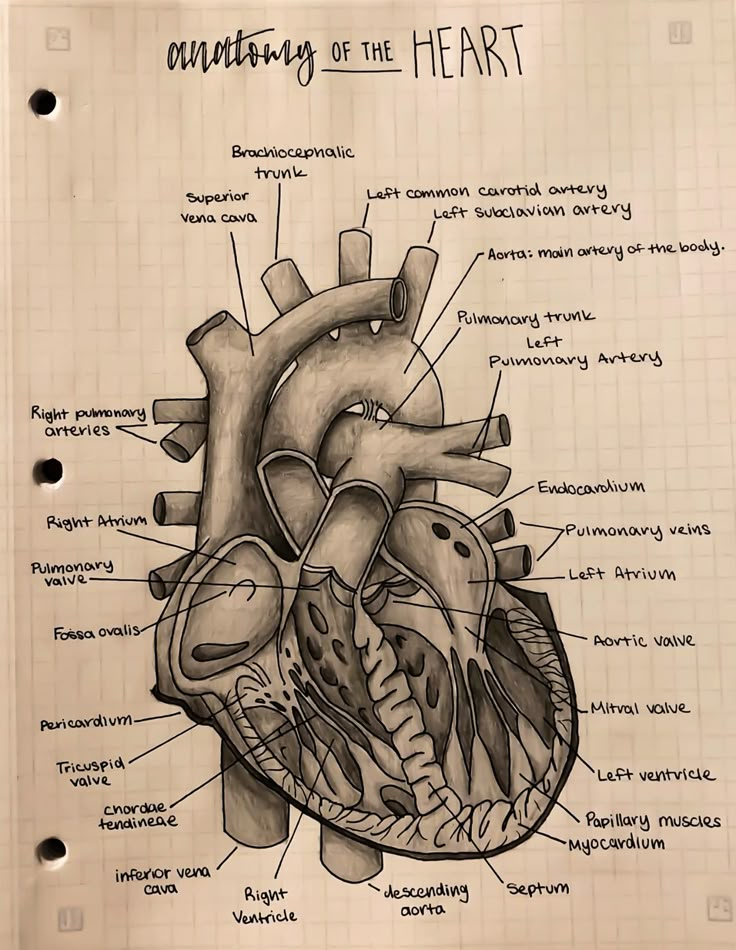 anatomy OF THE HEART
Brachiocephalic
trunk
Superior
vena cava
Left common carotid artery
Left subclavian artery
Aorta: main artery of the body.
Pulmonary trunk
Left
Pulmonary Artery
Right pulmonary
arteries
Endocardium
Right Atrium
Pulmonary veins
Pulmonary
valve
Left Atrium
Fossa ovalis
Aortic valve
Pericardium
Mitral valve
Tricuspid
valve
Left ventricle
chordae
tendineae
Papillary muscles
Myocardium
inferior vena
cava
Right
Ventricle
descending
aorta
Septum